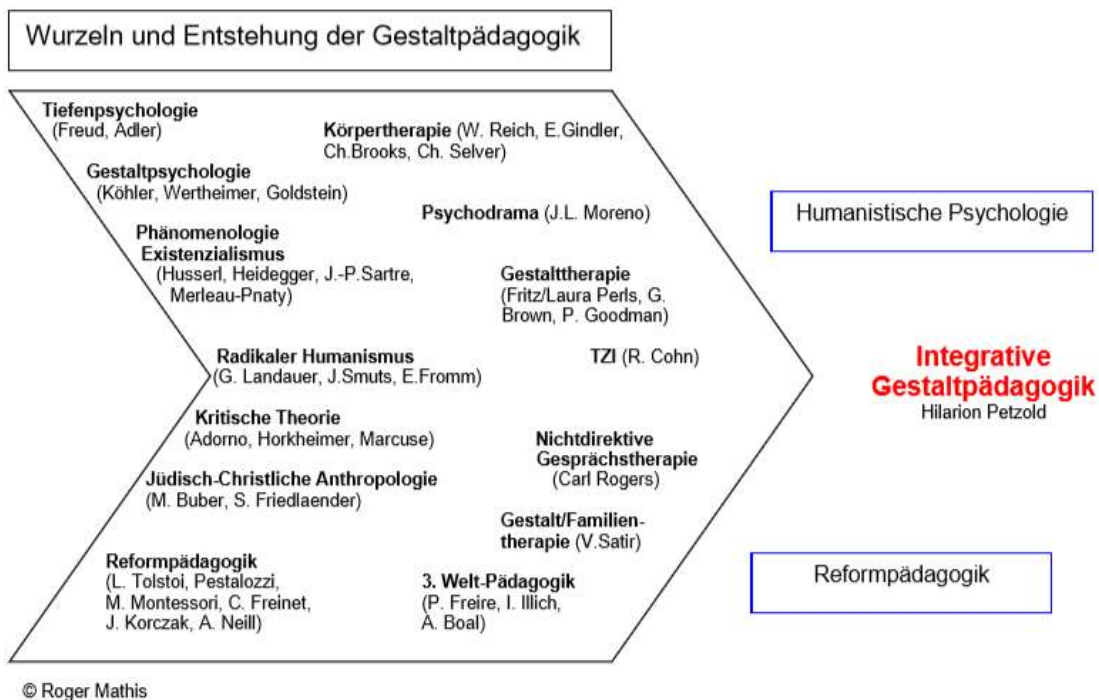 Wurzeln und Entstehung der Gestaltpädagogik
Tiefenpsychologie
(Freud, Adler)
Gestaltpsychologie
(Köhler, Wertheimer, Goldstein)
Phänomenologie
Existenzialismus
(Husserl, Heidegger, J.-P.Sartre,
Merleau-Pnaty)
Radikaler Humanismus
(G. Landauer, J.Smuts, E.Fromm)
Kritische Theorie
(Adorno, Horkheimer, Marcuse)
Jüdisch-Christliche Anthropologie
(M. Buber, S. Friedlaender)
Reformpädagogik
(L. Tolstoi, Pestalozzi,
M. Montessori, C. Freinet,
J. Korczak, A. Neill)
Körpertherapie (W. Reich, E.Gindler,
Ch.Brooks, Ch. Selver)
Psychodrama (J.L. Moreno)
Gestalttherapie
(Fritz/Laura Perls, G.
Brown, P. Goodman)
TZI (R. Cohn)
Nichtdirektive
Gesprächstherapie
(Carl Rogers)
Gestalt/Familien-
therapie (V.Satir)
3. Welt-Pädagogik
(P. Freire, I. Illich,
A. Boal)
Humanistische Psychologie
Integrative
Gestaltpädagogik
Hilarion Petzold
Reformpädagogik
© Roger Mathis